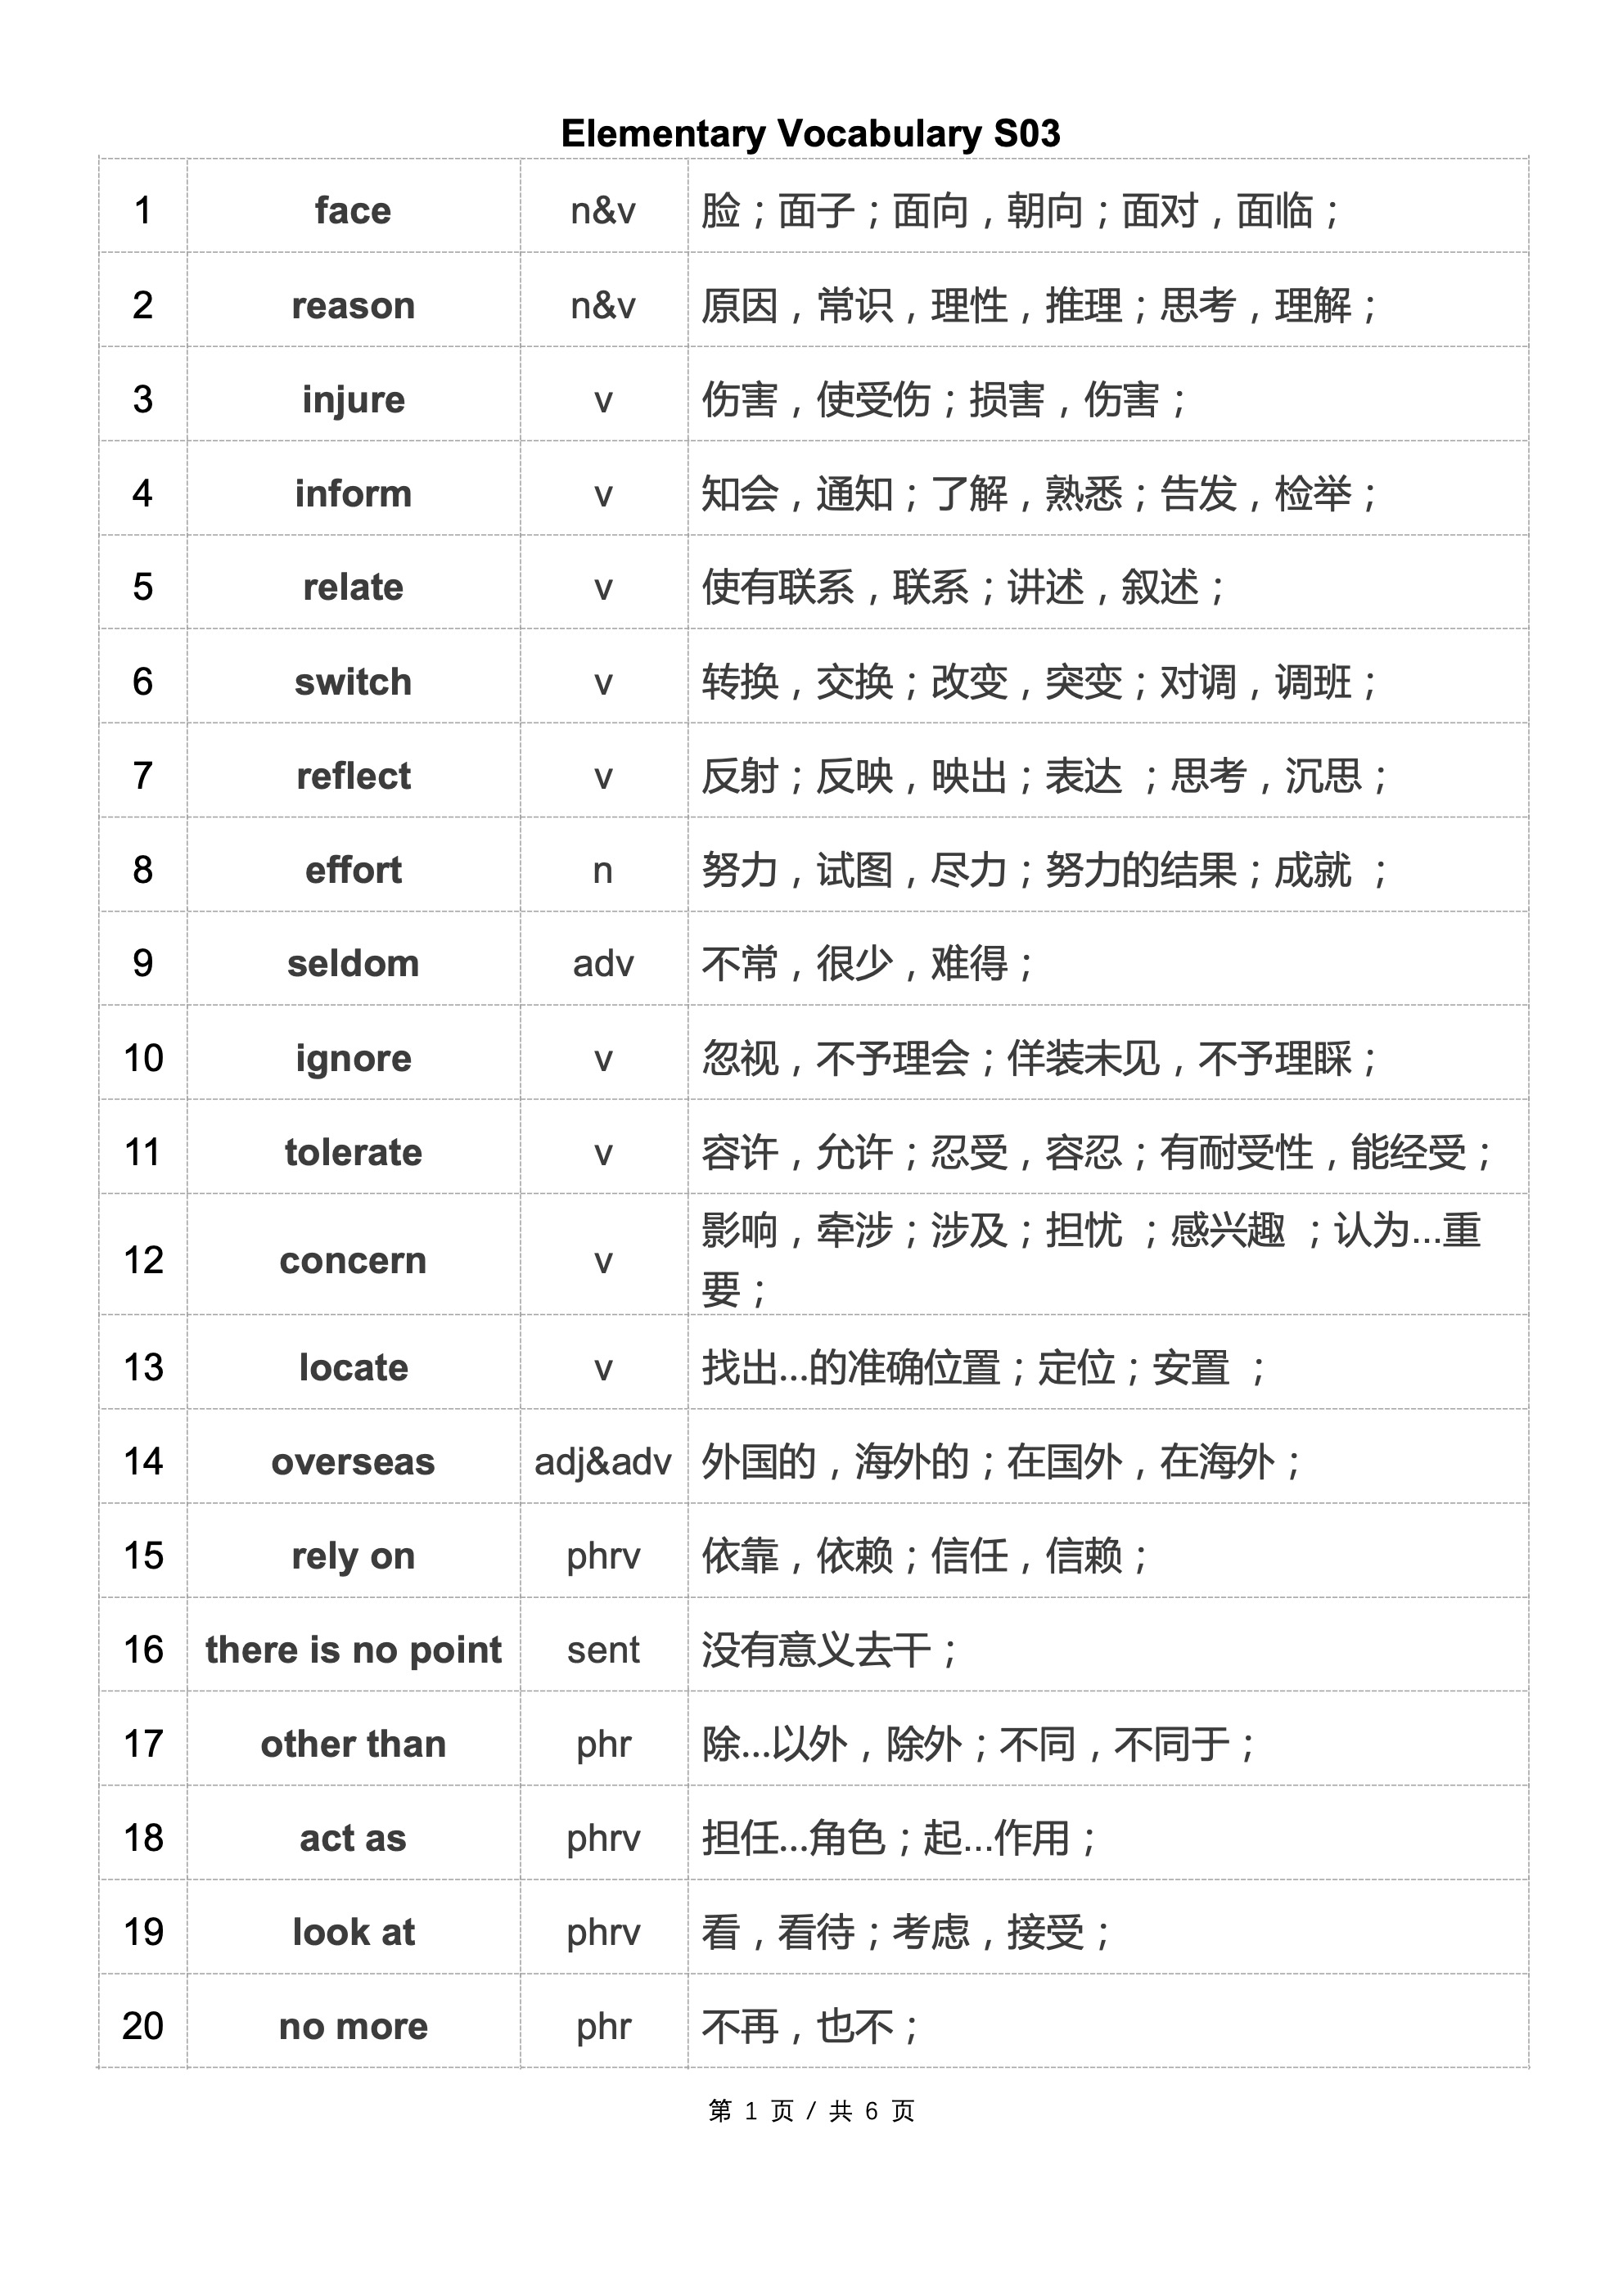 Elementary Vocabulary S03
1 face n&v 脸；面子；面向，朝向；面对，面临；
2 reason n&v 原因，常识，理性，推理；思考，理解；
3 injure v 伤害，使受伤；损害，伤害；
4 inform v 知会，通知；了解，熟悉；告发，检举；
5 relate v 使有联系，联系；讲述，叙述；
6 switch v 转换，交换；改变，突变；对调，调班；
7 reflect v 反射；反映，映出；表达 ；思考，沉思；
8 effort n 努力，试图，尽力；努力的结果；成就 ；
9 seldom adv 不常，很少，难得；
10 ignore v 忽视，不予理会；佯装未见，不予理睬；
11 tolerate v 容许，允许；忍受，容忍；有耐受性，能经受；
12 concern v 影响，牵涉；涉及；担忧 ；感兴趣 ；认为...重
要；
13 locate v 找出...的准确位置；定位；安置 ；
14 overseas adj&adv 外国的，海外的；在国外，在海外；
15 rely on phrv 依靠，依赖；信任，信赖；
16 there is no point sent 没有意义去干；
17 other than phr 除...以外，除外；不同，不同于；
18 act as phrv 担任...角色；起...作用；
19 look at phrv 看，看待；考虑，接受；
20 no more phr 不再，也不；
第 1 页 / 共 6 页